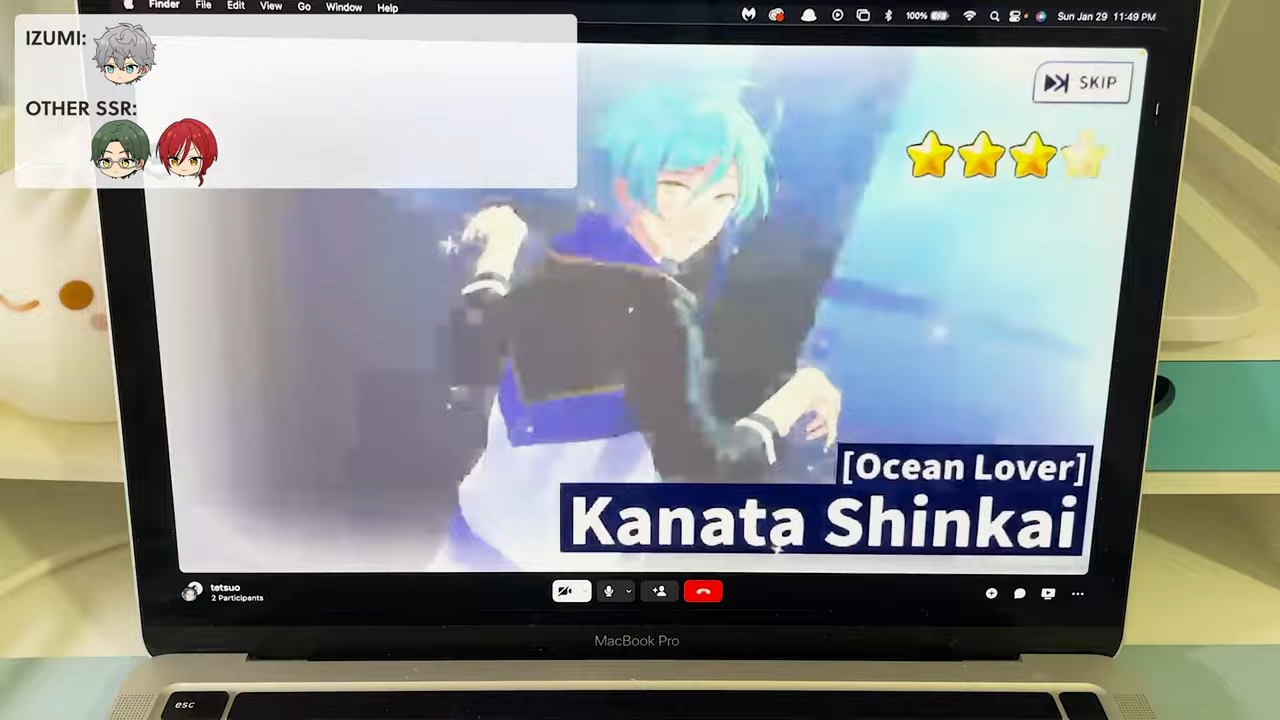 Finder File Edit View Go Window Help
100% Sun Jan 29 11:49 PM
IZUMI:
OTHER SSR:
SKIP
[Ocean Lover]
Kanata Shinkai
tetsuo
2 Participants
MacBook Pro
esc